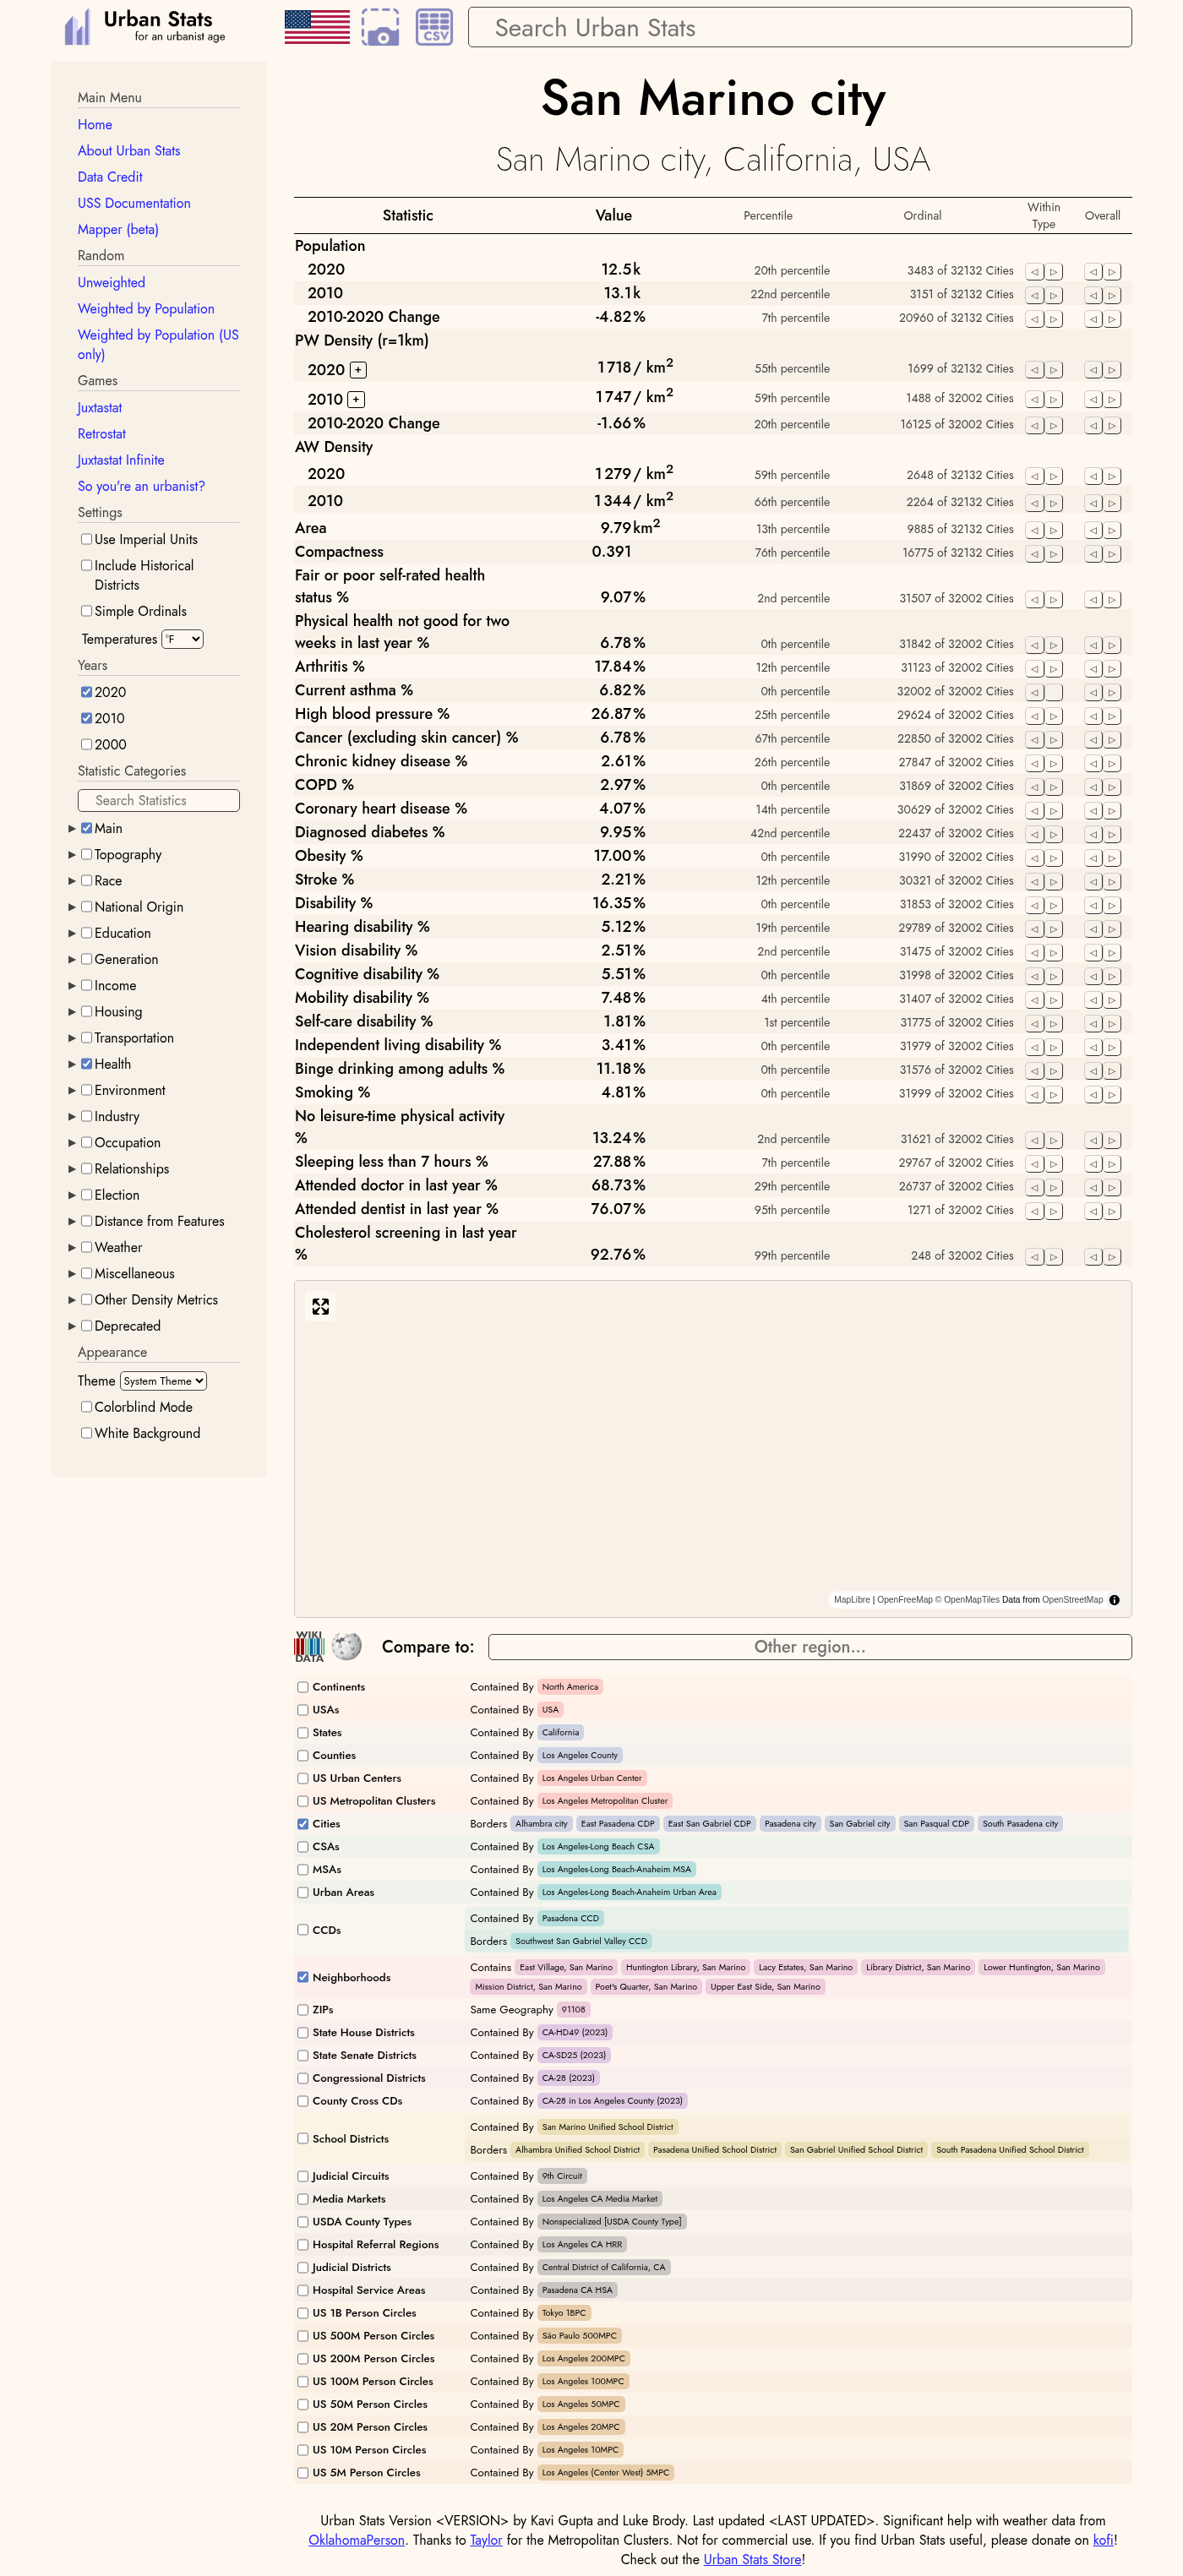 Urban Stats
for an urbanist age
CSV
Search Urban Stats
Main Menu
Home
About Urban Stats
Data Credit
USS Documentation
Mapper (beta)
Random
Unweighted
Weighted by Population
Weighted by Population (US
only)
Games
Juxtastat
Retrostat
Juxtastat Infinite
So you're an urbanist?
Settings
Use Imperial Units
Include Historical
Districts
Simple Ordinals
Temperatures °F
Years
2020
2010
2000
Statistic Categories
Search Statistics
Main
Topography
Race
National Origin
Education
Generation
Income
Housing
Transportation
Health
Environment
Industry
Occupation
Relationships
Election
Distance from Features
Weather
Miscellaneous
Other Density Metrics
Deprecated
Appearance
Theme System Theme
Colorblind Mode
White Background
San Marino city
San Marino city, California, USA
Statistic Value Percentile Ordinal Within Type Overall
Population
2020 12.5k 20th percentile 3483 of 32132 Cities
2010 13.1k 22nd percentile 3151 of 32132 Cities
2010-2020 Change -4.82% 7th percentile 20960 of 32132 Cities
PW Density (r=1km)
2020 + 1 718 / km2 55th percentile 1699 of 32132 Cities
2010 + 1 747 / km2 59th percentile 1488 of 32002 Cities
2010-2020 Change -1.66% 20th percentile 16125 of 32002 Cities
AW Density
2020 1 279 / km2 59th percentile 2648 of 32132 Cities
2010 1 344 / km2 66th percentile 2264 of 32132 Cities
Area 9.79 km2 13th percentile 9885 of 32132 Cities
Compactness 0.391 76th percentile 16775 of 32132 Cities
Fair or poor self-rated health
status % 9.07% 2nd percentile 31507 of 32002 Cities
Physical health not good for two
weeks in last year % 6.78% 0th percentile 31842 of 32002 Cities
Arthritis % 17.84% 12th percentile 31123 of 32002 Cities
Current asthma % 6.82% 0th percentile 32002 of 32002 Cities
High blood pressure % 26.87% 25th percentile 29624 of 32002 Cities
Cancer (excluding skin cancer) % 6.78% 67th percentile 22850 of 32002 Cities
Chronic kidney disease % 2.61% 26th percentile 27847 of 32002 Cities
COPD % 2.97% 0th percentile 31869 of 32002 Cities
Coronary heart disease % 4.07% 14th percentile 30629 of 32002 Cities
Diagnosed diabetes % 9.95% 42nd percentile 22437 of 32002 Cities
Obesity % 17.00% 0th percentile 31990 of 32002 Cities
Stroke % 2.21% 12th percentile 30321 of 32002 Cities
Disability % 16.35% 0th percentile 31853 of 32002 Cities
Hearing disability % 5.12% 19th percentile 29789 of 32002 Cities
Vision disability % 2.51% 2nd percentile 31475 of 32002 Cities
Cognitive disability % 5.51% 0th percentile 31998 of 32002 Cities
Mobility disability % 7.48% 4th percentile 31407 of 32002 Cities
Self-care disability % 1.81% 1st percentile 31775 of 32002 Cities
Independent living disability % 3.41% 0th percentile 31979 of 32002 Cities
Binge drinking among adults % 11.18% 0th percentile 31576 of 32002 Cities
Smoking % 4.81% 0th percentile 31999 of 32002 Cities
No leisure-time physical activity
% 13.24% 2nd percentile 31621 of 32002 Cities
Sleeping less than 7 hours % 27.88% 7th percentile 29767 of 32002 Cities
Attended doctor in last year % 68.73% 29th percentile 26737 of 32002 Cities
Attended dentist in last year % 76.07% 95th percentile 1271 of 32002 Cities
Cholesterol screening in last year
% 92.76% 99th percentile 248 of 32002 Cities
MapLibre | OpenFreeMap © OpenMapTiles Data from OpenStreetMap
WIKI DATA
Compare to: Other region...
Continents Contained By North America
USAs Contained By USA
States Contained By California
Counties Contained By Los Angeles County
US Urban Centers Contained By Los Angeles Urban Center
US Metropolitan Clusters Contained By Los Angeles Metropolitan Cluster
Cities Borders Alhambra city East Pasadena CDP East San Gabriel CDP Pasadena city San Gabriel city San Pasqual CDP South Pasadena city
CSAs Contained By Los Angeles-Long Beach CSA
MSAs Contained By Los Angeles-Long Beach-Anaheim MSA
Urban Areas Contained By Los Angeles-Long Beach-Anaheim Urban Area
CCDs Contained By Pasadena CCD
Borders Southwest San Gabriel Valley CCD
Neighborhoods Contains East Village, San Marino Huntington Library, San Marino Lacy Estates, San Marino Library District, San Marino Lower Huntington, San Marino
Mission District, San Marino Poet's Quarter, San Marino Upper East Side, San Marino
ZIPs Same Geography 91108
State House Districts Contained By CA-HD49 (2023)
State Senate Districts Contained By CA-SD25 (2023)
Congressional Districts Contained By CA-28 (2023)
County Cross CDs Contained By CA-28 in Los Angeles County (2023)
School Districts Contained By San Marino Unified School District
Borders Alhambra Unified School District Pasadena Unified School District San Gabriel Unified School District South Pasadena Unified School District
Judicial Circuits Contained By 9th Circuit
Media Markets Contained By Los Angeles CA Media Market
USDA County Types Contained By Nonspecialized [USDA County Type]
Hospital Referral Regions Contained By Los Angeles CA HRR
Judicial Districts Contained By Central District of California, CA
Hospital Service Areas Contained By Pasadena CA HSA
US 1B Person Circles Contained By Tokyo 1BPC
US 500M Person Circles Contained By São Paulo 500MPC
US 200M Person Circles Contained By Los Angeles 200MPC
US 100M Person Circles Contained By Los Angeles 100MPC
US 50M Person Circles Contained By Los Angeles 50MPC
US 20M Person Circles Contained By Los Angeles 20MPC
US 10M Person Circles Contained By Los Angeles 10MPC
US 5M Person Circles Contained By Los Angeles (Center West) 5MPC
Urban Stats Version <VERSION> by Kavi Gupta and Luke Brody. Last updated <LAST UPDATED>. Significant help with weather data from
OklahomaPerson. Thanks to Taylor for the Metropolitan Clusters. Not for commercial use. If you find Urban Stats useful, please donate on kofi!
Check out the Urban Stats Store!